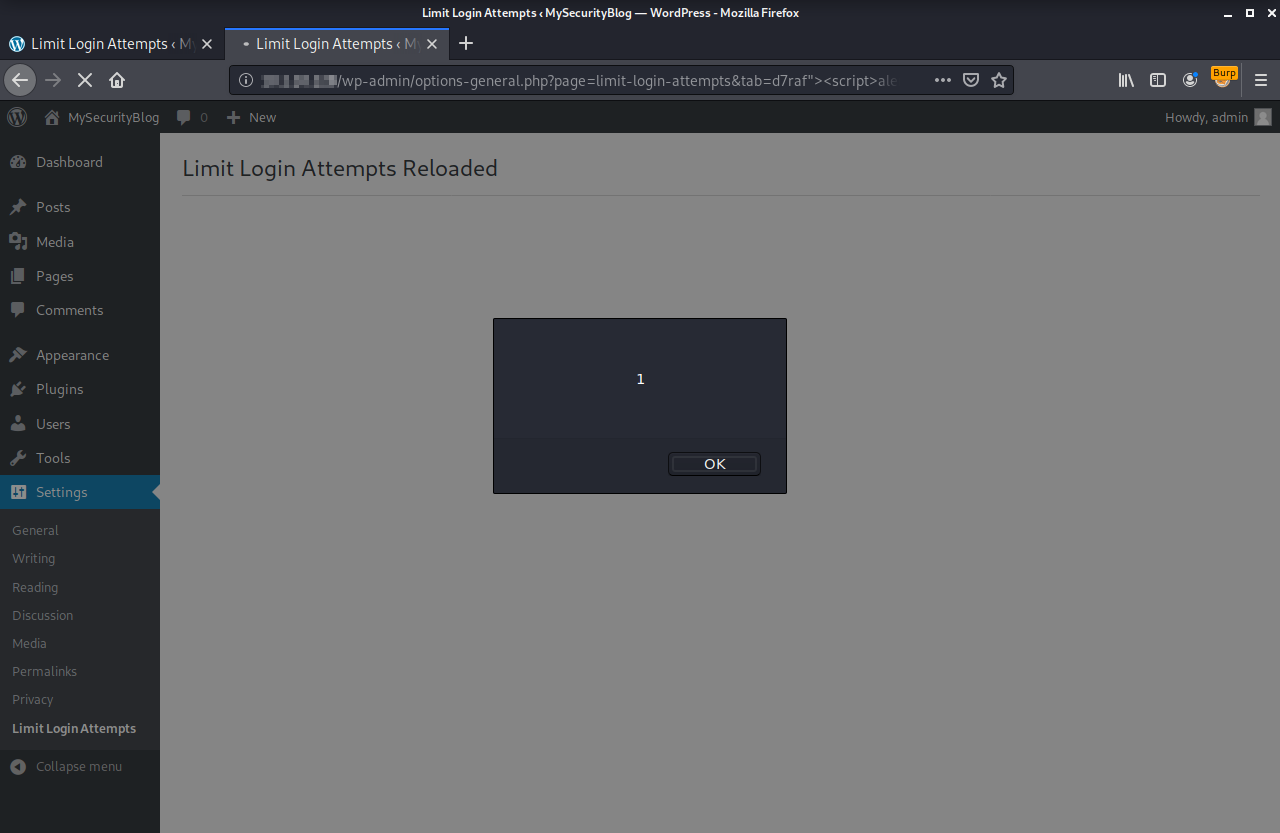 Limit Login Attempts ‹ MySecurityBlog — WordPress - Mozilla Firefox
Limit Login Attempts ‹ My
Limit Login Attempts ‹ M
/wp-admin/options-general.php?page=limit-login-attempts&tab=d7raf"><script>ale
Burp
MySecurityBlog 0 New Howdy, admin
Dashboard
Posts
Media
Pages
Comments
Appearance
Plugins
Users
Tools
Settings
General
Writing
Reading
Discussion
Media
Permalinks
Privacy
Limit Login Attempts
Collapse menu
Limit Login Attempts Reloaded
1
OK